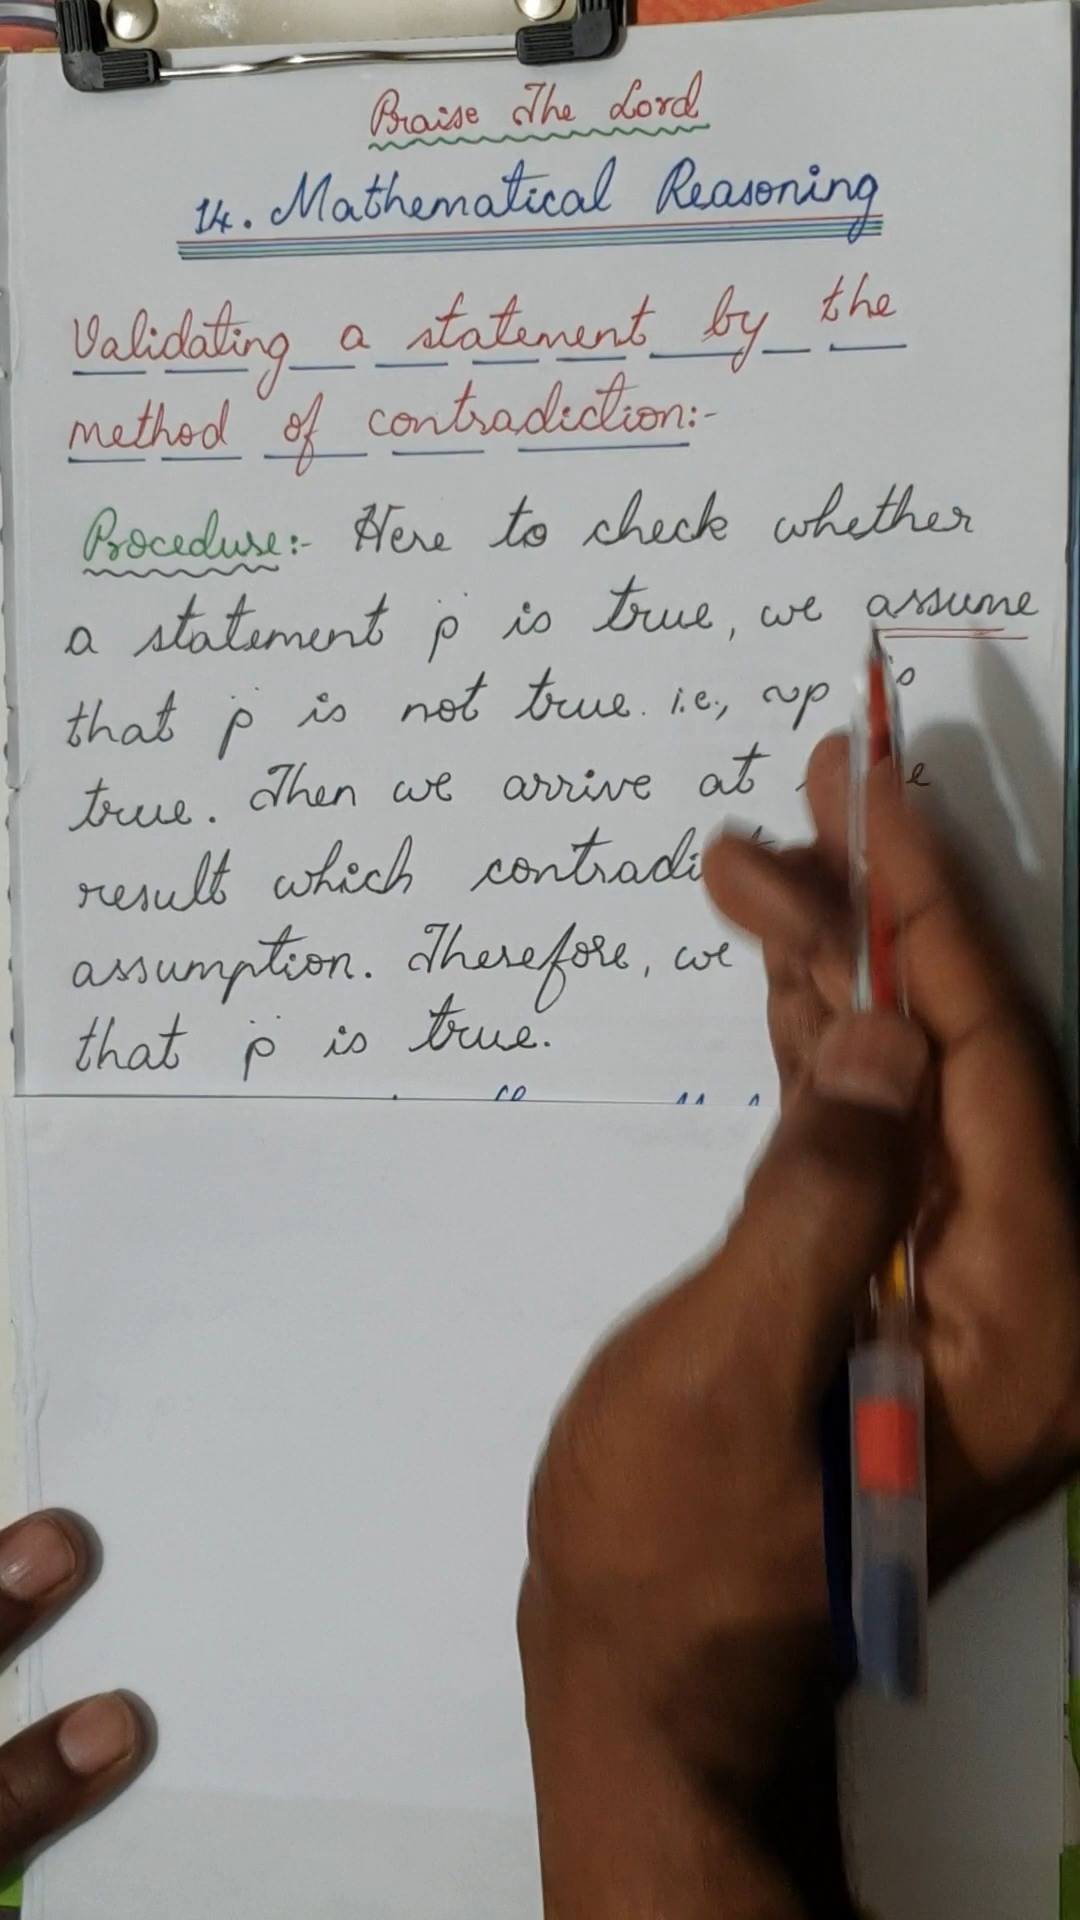 Praise The Lord
14. Mathematical Reasoning
Validating a statement by the
method of contradiction:-
Procedure:- Here to check whether
a statement p is true, we assume
that p is not true. i.e., ~p
true. Then we arrive at
result which
assumption. Therefore, we
that p is true.